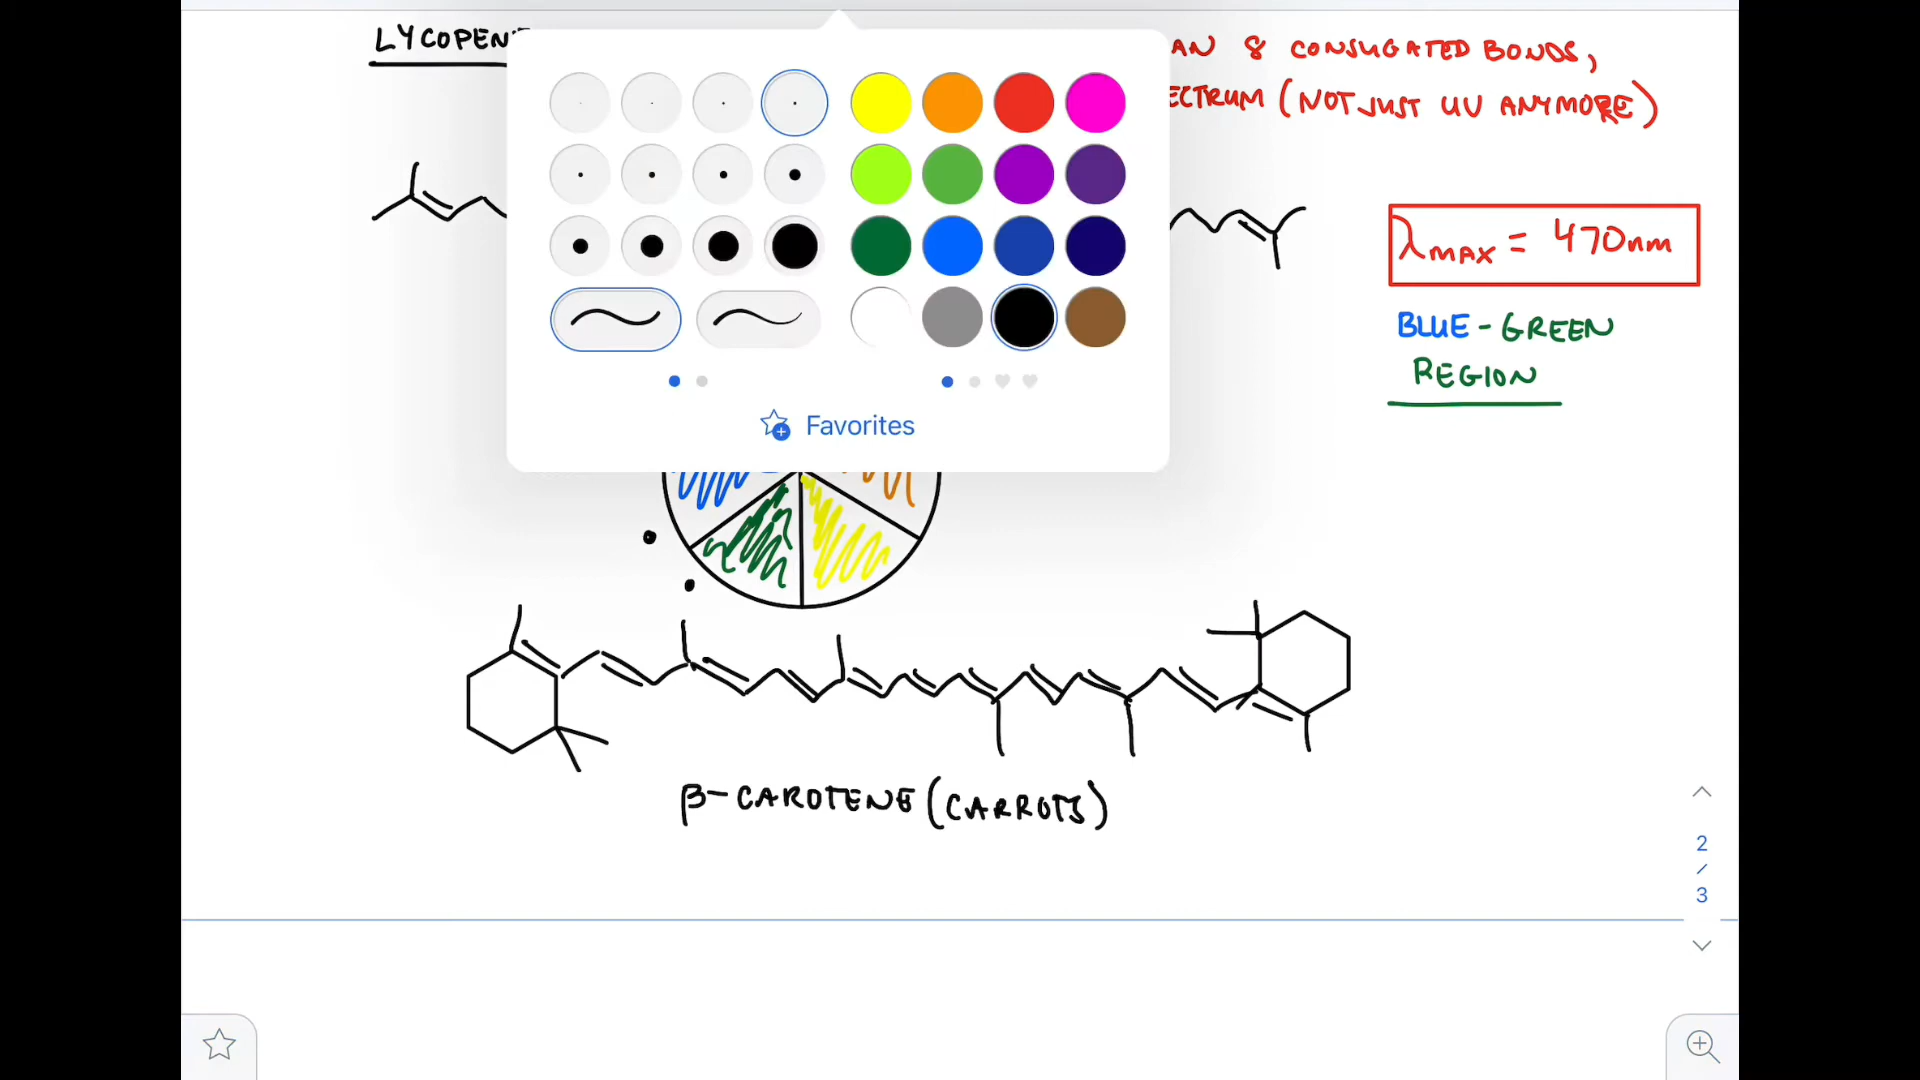 LYCOPEN
AN 8 CONJUGATED BONDS,
ECTRUM (NOT JUST UV ANYMORE)
λMAX = 470nm
BLUE-GREEN
REGION
Favorites
β-CAROTENE (CARROTS)
2
/
3